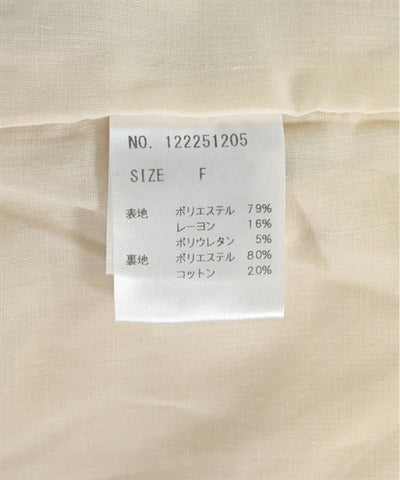 NO. 122251205
SIZE F
表地 ポリエステル 79%
レーヨン 16%
ポリウレタン 5%
裏地 ポリエステル 80%
コットン 20%